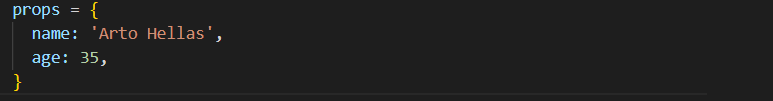 props = {
  name: 'Arto Hellas',
  age: 35,
}